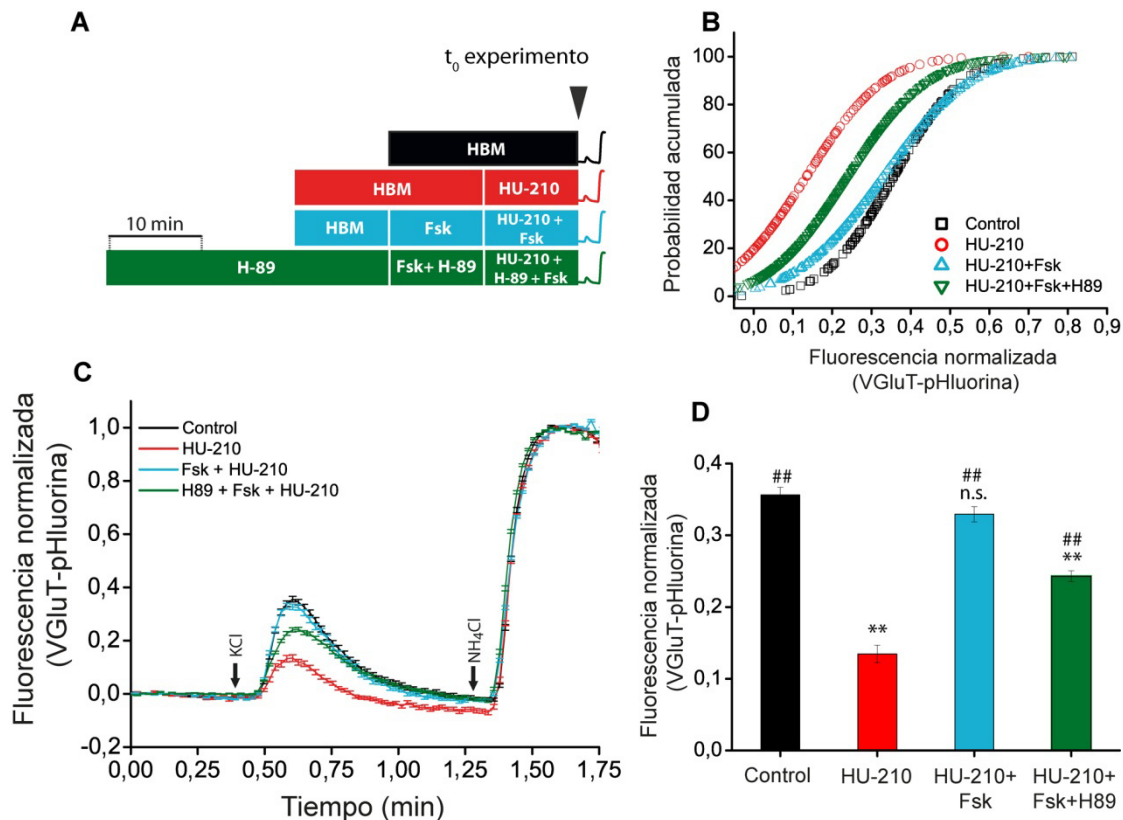 A
t0 experimento
HBM
HBM
HU-210
HBM
Fsk
HU-210 +
Fsk
10 min
H-89
Fsk+ H-89
HU-210 +
H-89 + Fsk
B
Probabilidad acumulada
100
80
60
40
20
0
Control
HU-210
HU-210+Fsk
HU-210+Fsk+H89
0,0 0,1 0,2 0,3 0,4 0,5 0,6 0,7 0,8 0,9
Fluorescencia normalizada
(VGluT-pHluorina)
C
Fluorescencia normalizada
(VGluT-pHluorina)
1,0
0,8
0,6
0,4
0,2
0,0
-0,2
Control
HU-210
Fsk + HU-210
H89 + Fsk + HU-210
KCl
NH4Cl
0,00 0,25 0,50 0,75 1,00 1,25 1,50 1,75
Tiempo (min)
D
Fluorescencia normalizada
(VGluT-pHluorina)
0,4
0,3
0,1
0,0
##
**
##
n.s.
##
**
Control
HU-210
HU-210+
Fsk
HU-210+
Fsk+H89